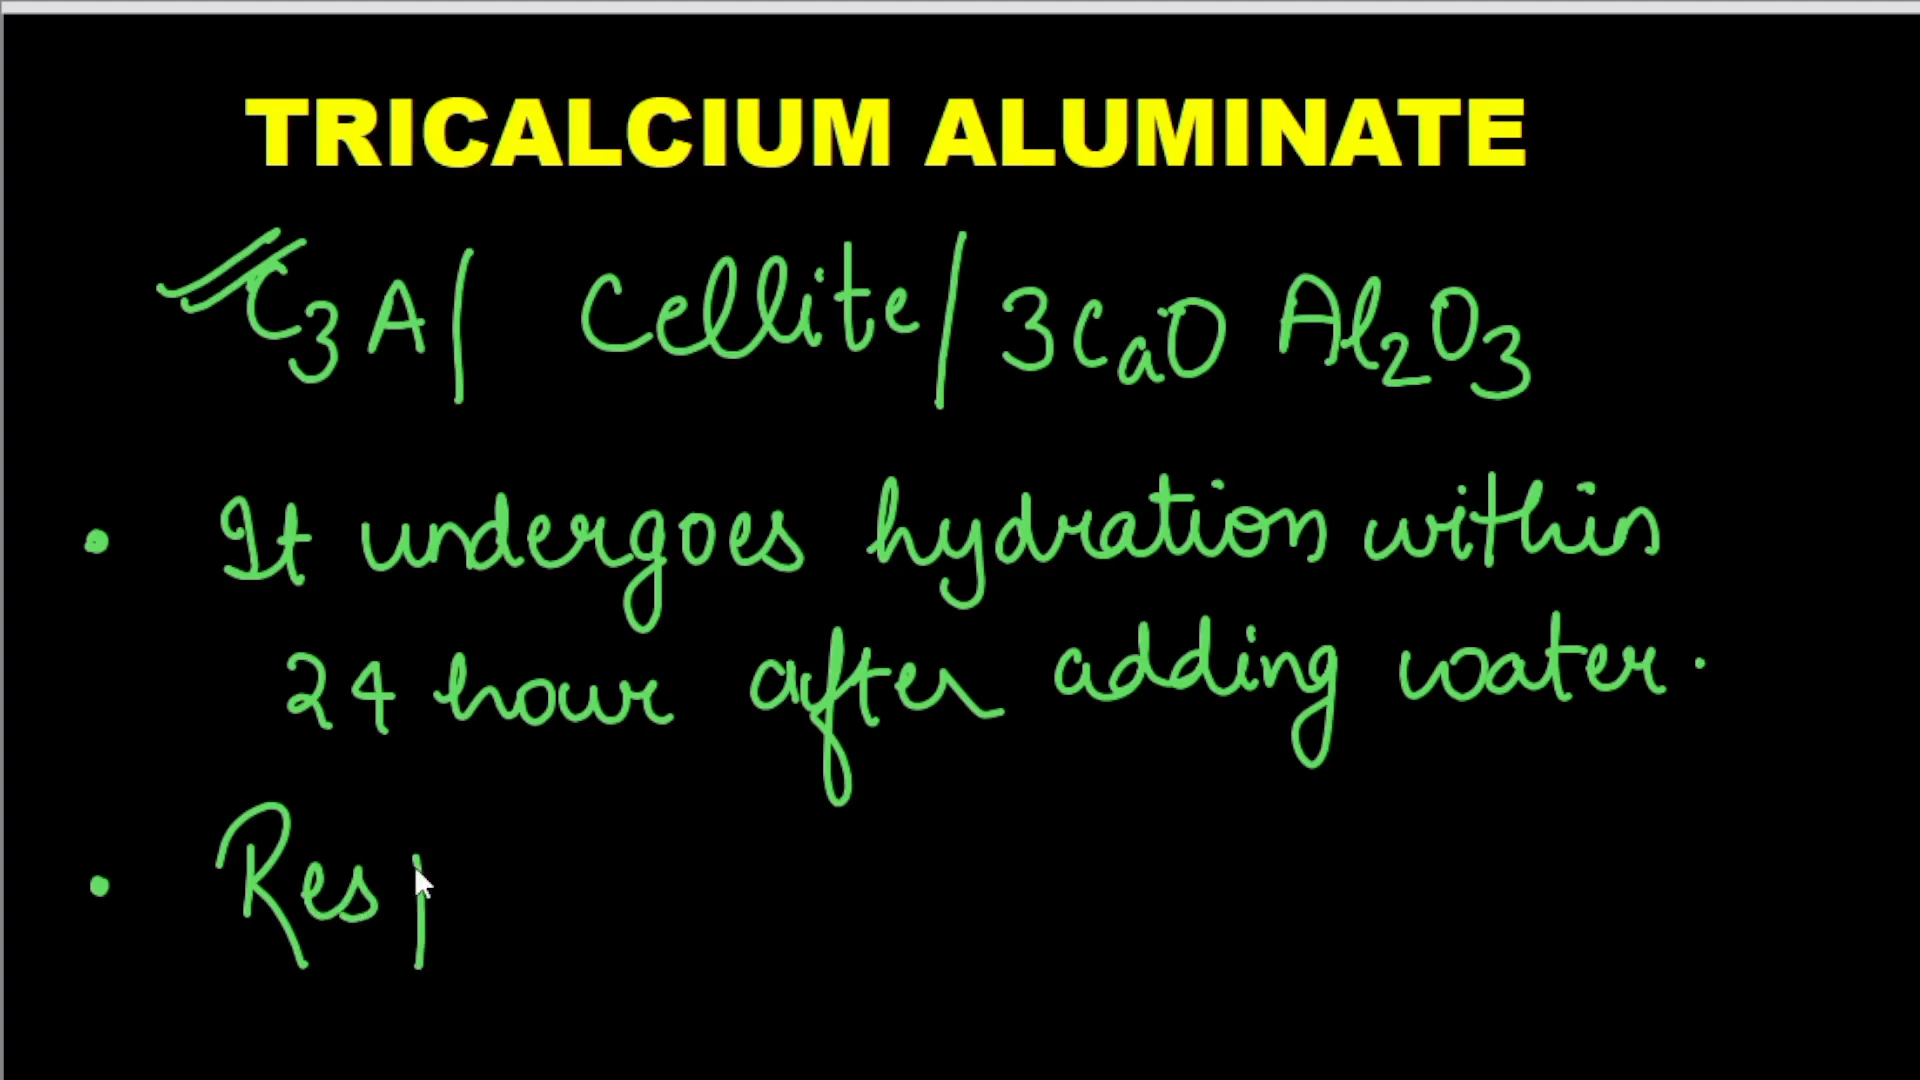 TRICALCIUM ALUMINATE
C₃A / Cellite / 3CaO Al₂O₃
• It undergoes hydration within
24 hour after adding water.
• Res